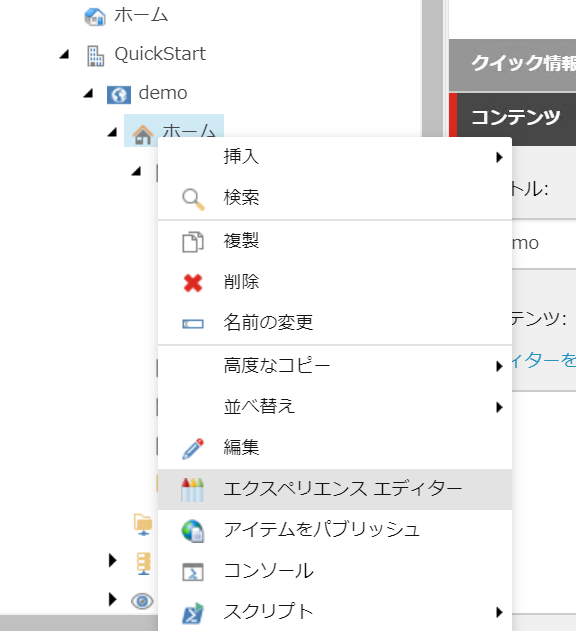 ホーム
QuickStart
demo
ホーム
挿入
検索
複製
削除
名前の変更
高度なコピー
並べ替え
編集
エクスペリエンス エディター
アイテムをパブリッシュ
コンソール
スクリプト
クイック情報
コンテンツ
トル:
mo
テンツ:
ィターを